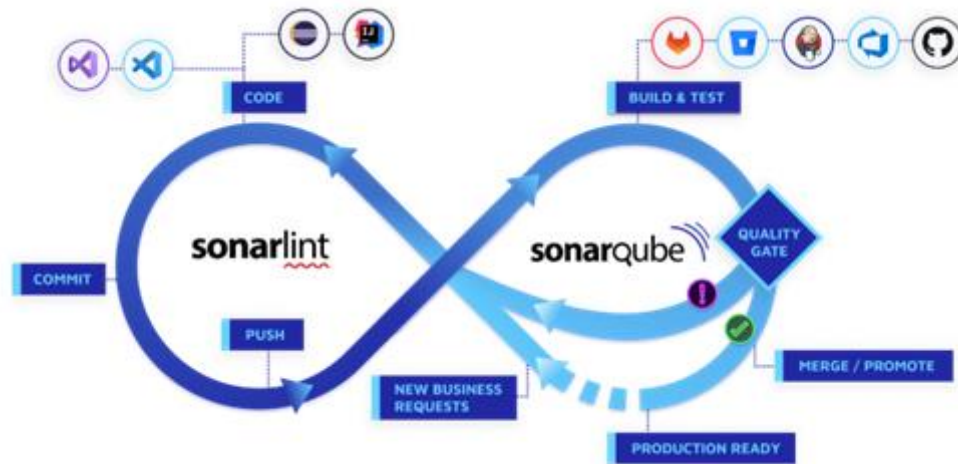 CODE
BUILD & TEST
sonarlint
sonarqube
QUALITY
GATE
COMMIT
PUSH
MERGE / PROMOTE
NEW BUSINESS
REQUESTS
PRODUCTION READY